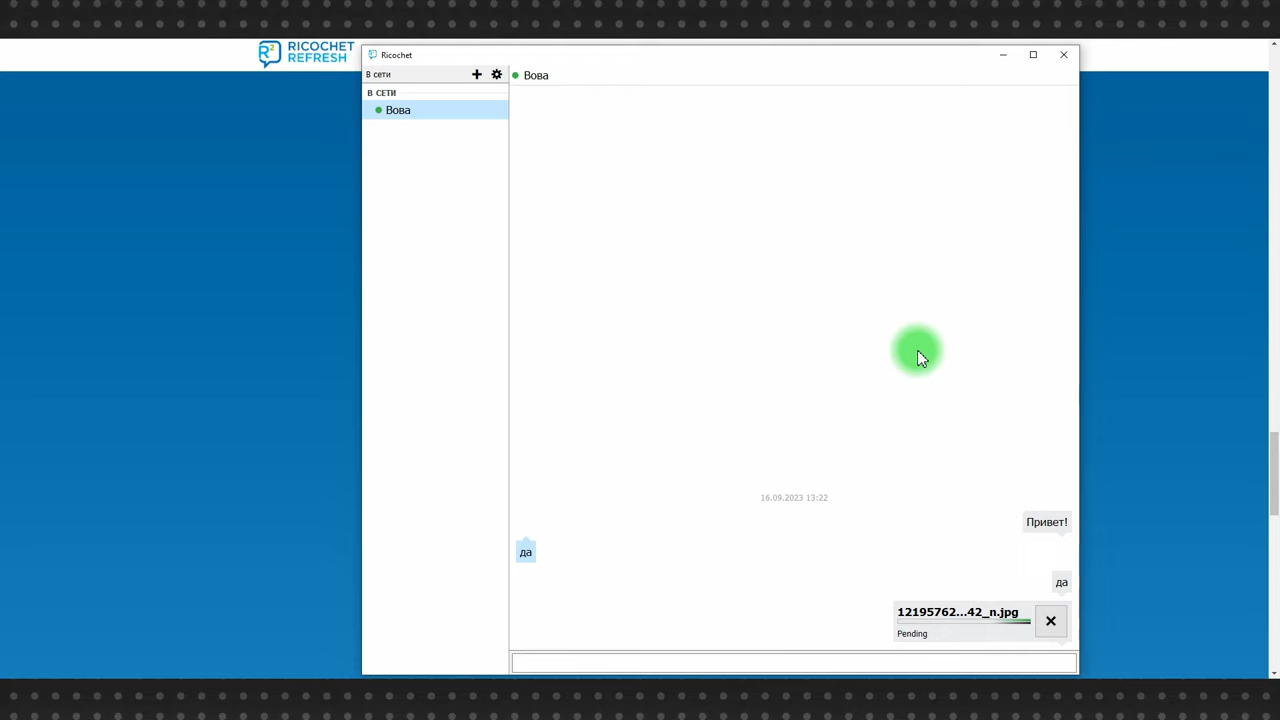 RICOCHET
REFRESH
Ricochet
В сети
В СЕТИ
Вова
Вова
16.09.2023 13:22
Привет!
да
да
12195762...42_n.jpg
Pending